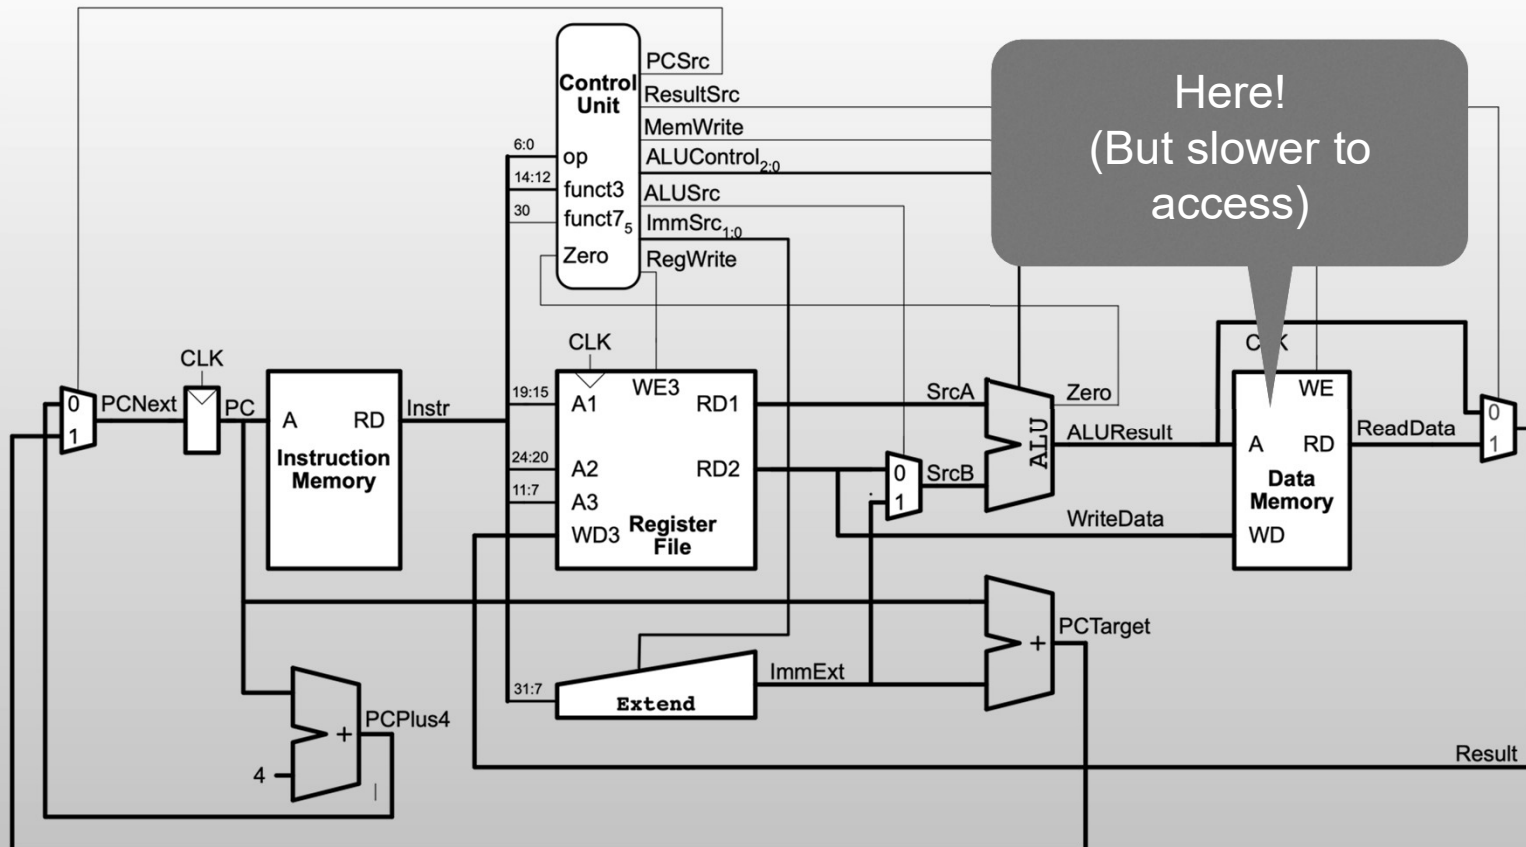 PCSrc
Control
Unit
ResultSrc
MemWrite
ALUControl2:0
ALUSrc
ImmSrc1:0
RegWrite
6:0
op
14:12
funct3
30
funct75
Zero
Here!
(But slower to
access)
CLK
CLK
CLK
0
1
PCNext
PC
A
RD
Instruction
Memory
Instr
19:15
A1
WE3
RD1
24:20
A2
RD2
11:7
A3
WD3
Register
File
SrcA
0
1
SrcB
ALU
Zero
ALUResult
WriteData
WE
A
RD
Data
Memory
WD
ReadData
0
1
31:7
Extend
ImmExt
+
PCTarget
+
PCPlus4
4
Result